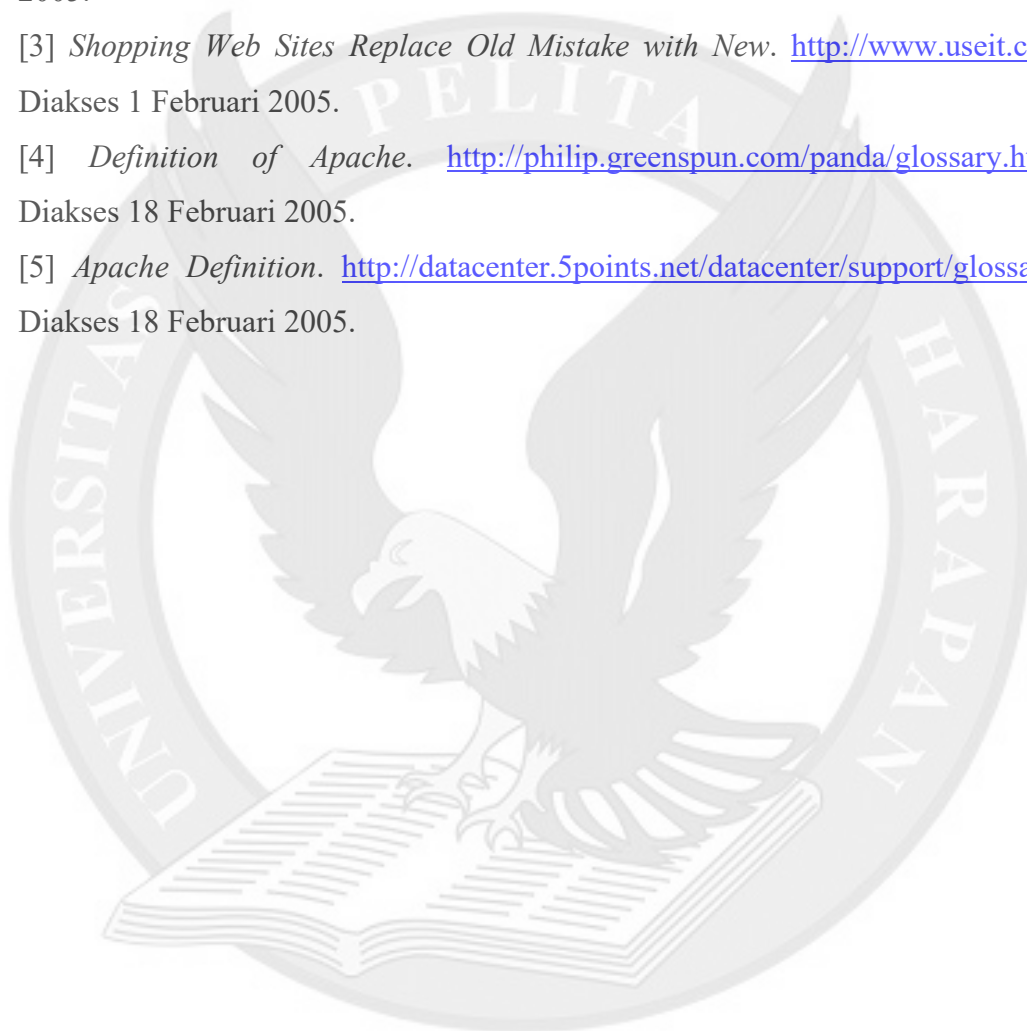 2005.
[3] Shopping Web Sites Replace Old Mistake with New. http://www.useit.c
Diakses 1 Februari 2005.
[4] Definition of Apache. http://philip.greenspun.com/panda/glossary.h
Diakses 18 Februari 2005.
[5] Apache Definition. http://datacenter.5points.net/datacenter/support/glossa
Diakses 18 Februari 2005.
UNIVERSITAS PELITA HARAPAN